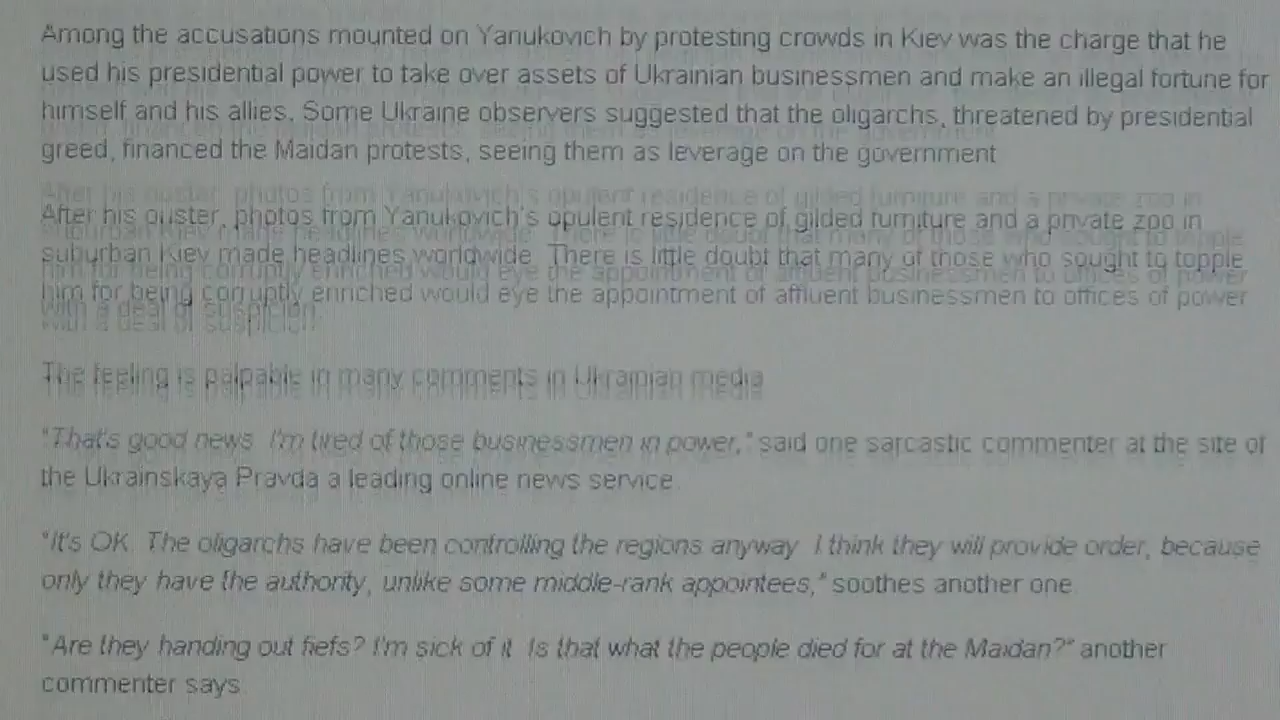 Among the accusations mounted on Yanukovich by protesting crowds in Kiev was the charge that he
used his presidential power to take over assets of Ukrainian businessmen and make an illegal fortune for
himself and his allies. Some Ukraine observers suggested that the oligarchs, threatened by presidential
greed, financed the Maidan protests, seeing them as leverage on the government
After his ouster, photos from Yanukovich's opulent residence of gilded furniture and a private zoo in
suburban Kiev made headlines worldwide. There is little doubt that many of those who sought to topple
him for being corruptly enriched would eye the appointment of affluent businessmen to offices of power
with a deal of suspicion.
The feeling is palpable in many comments in Ukrainian media
"That's good news. I'm tired of those businessmen in power," said one sarcastic commenter at the site of
the Ukrainskaya Pravda a leading online news service.
"It's OK. The oligarchs have been controlling the regions anyway. I think they will provide order, because
only they have the authority, unlike some middle-rank appointees," soothes another one.
"Are they handing out fiefs? I'm sick of it. Is that what the people died for at the Maidan?" another
commenter says